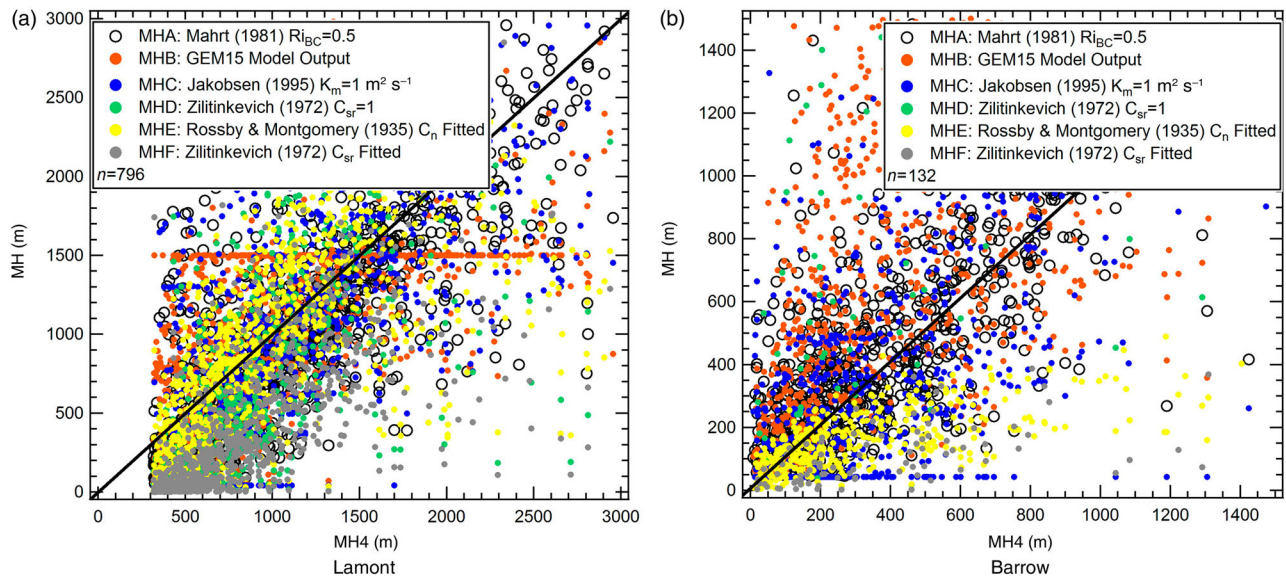 (a)
3000
2500
2000
1500
1000
500
0
MH (m)
MHA: Mahrt (1981) Ri_BC=0.5
MHB: GEM15 Model Output
MHC: Jakobsen (1995) K_m=1 m² s⁻¹
MHD: Zilitinkevich (1972) C_sr=1
MHE: Rossby & Montgomery (1935) C_n Fitted
MHF: Zilitinkevich (1972) C_sr Fitted
n=796
0 500 1000 1500 2000 2500 3000
MH4 (m)
Lamont
(b)
1400
1200
1000
800
600
400
200
0
MH (m)
MHA: Mahrt (1981) Ri_BC=0.5
MHB: GEM15 Model Output
MHC: Jakobsen (1995) K_m=1 m² s⁻¹
MHD: Zilitinkevich (1972) C_sr=1
MHE: Rossby & Montgomery (1935) C_n Fitted
MHF: Zilitinkevich (1972) C_sr Fitted
n=132
0 200 400 600 800 1000 1200 1400
MH4 (m)
Barrow